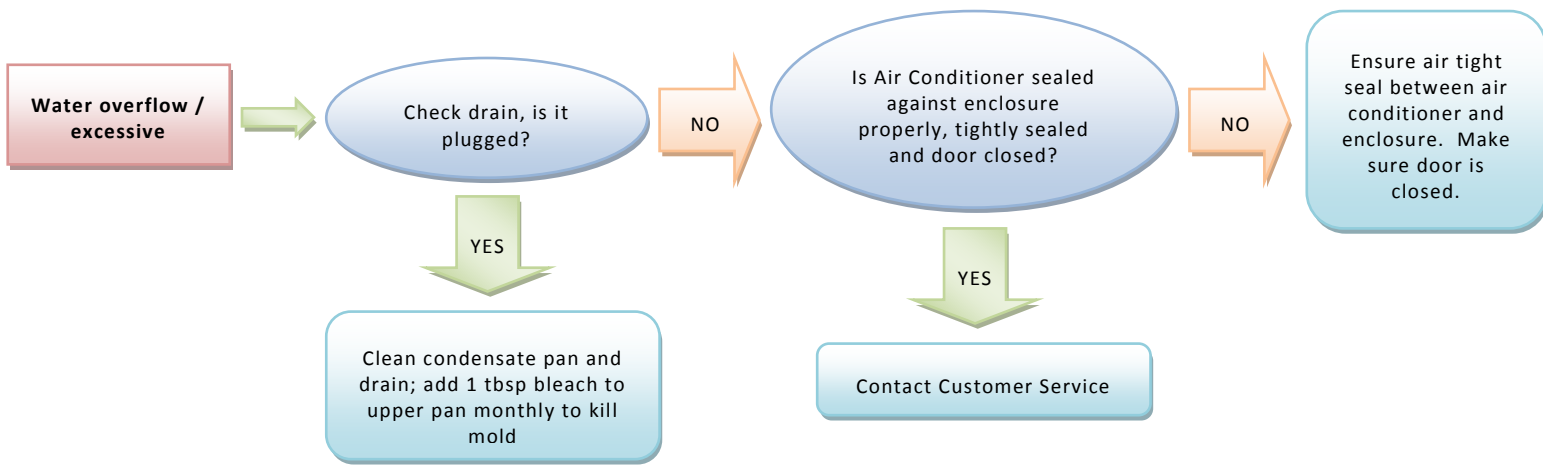 Water overflow /
excessive
Check drain, is it
plugged?
NO
Is Air Conditioner sealed
against enclosure
properly, tightly sealed
and door closed?
NO
Ensure air tight
seal between air
conditioner and
enclosure.  Make
sure door is
closed.
YES
Clean condensate pan and
drain; add 1 tbsp bleach to
upper pan monthly to kill
mold
YES
Contact Customer Service